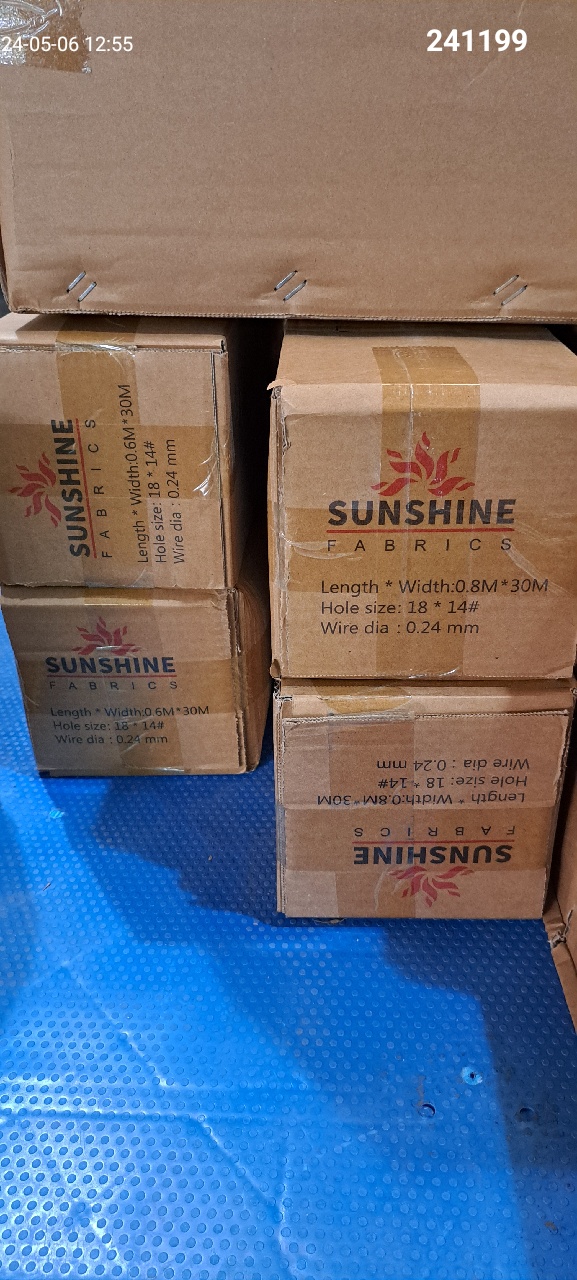 24-05-06 12:55
241199
SUNSHINE
FABRICS
Length * Width:0.6M*30M
Hole size: 18 * 14#
Wire dia : 0.24 mm
SUNSHINE
FABRICS
Length * Width:0.8M*30M
Hole size: 18 * 14#
Wire dia : 0.24 mm
SUNSHINE
FABRICS
Length * Width:0.6M*30M
Hole size: 18 * 14#
Wire dia : 0.24 mm
SUNSHINE
FABRICS
Length * Width:0.8M*30M
Hole size: 18 * 14#
Wire dia : 0.24 mm